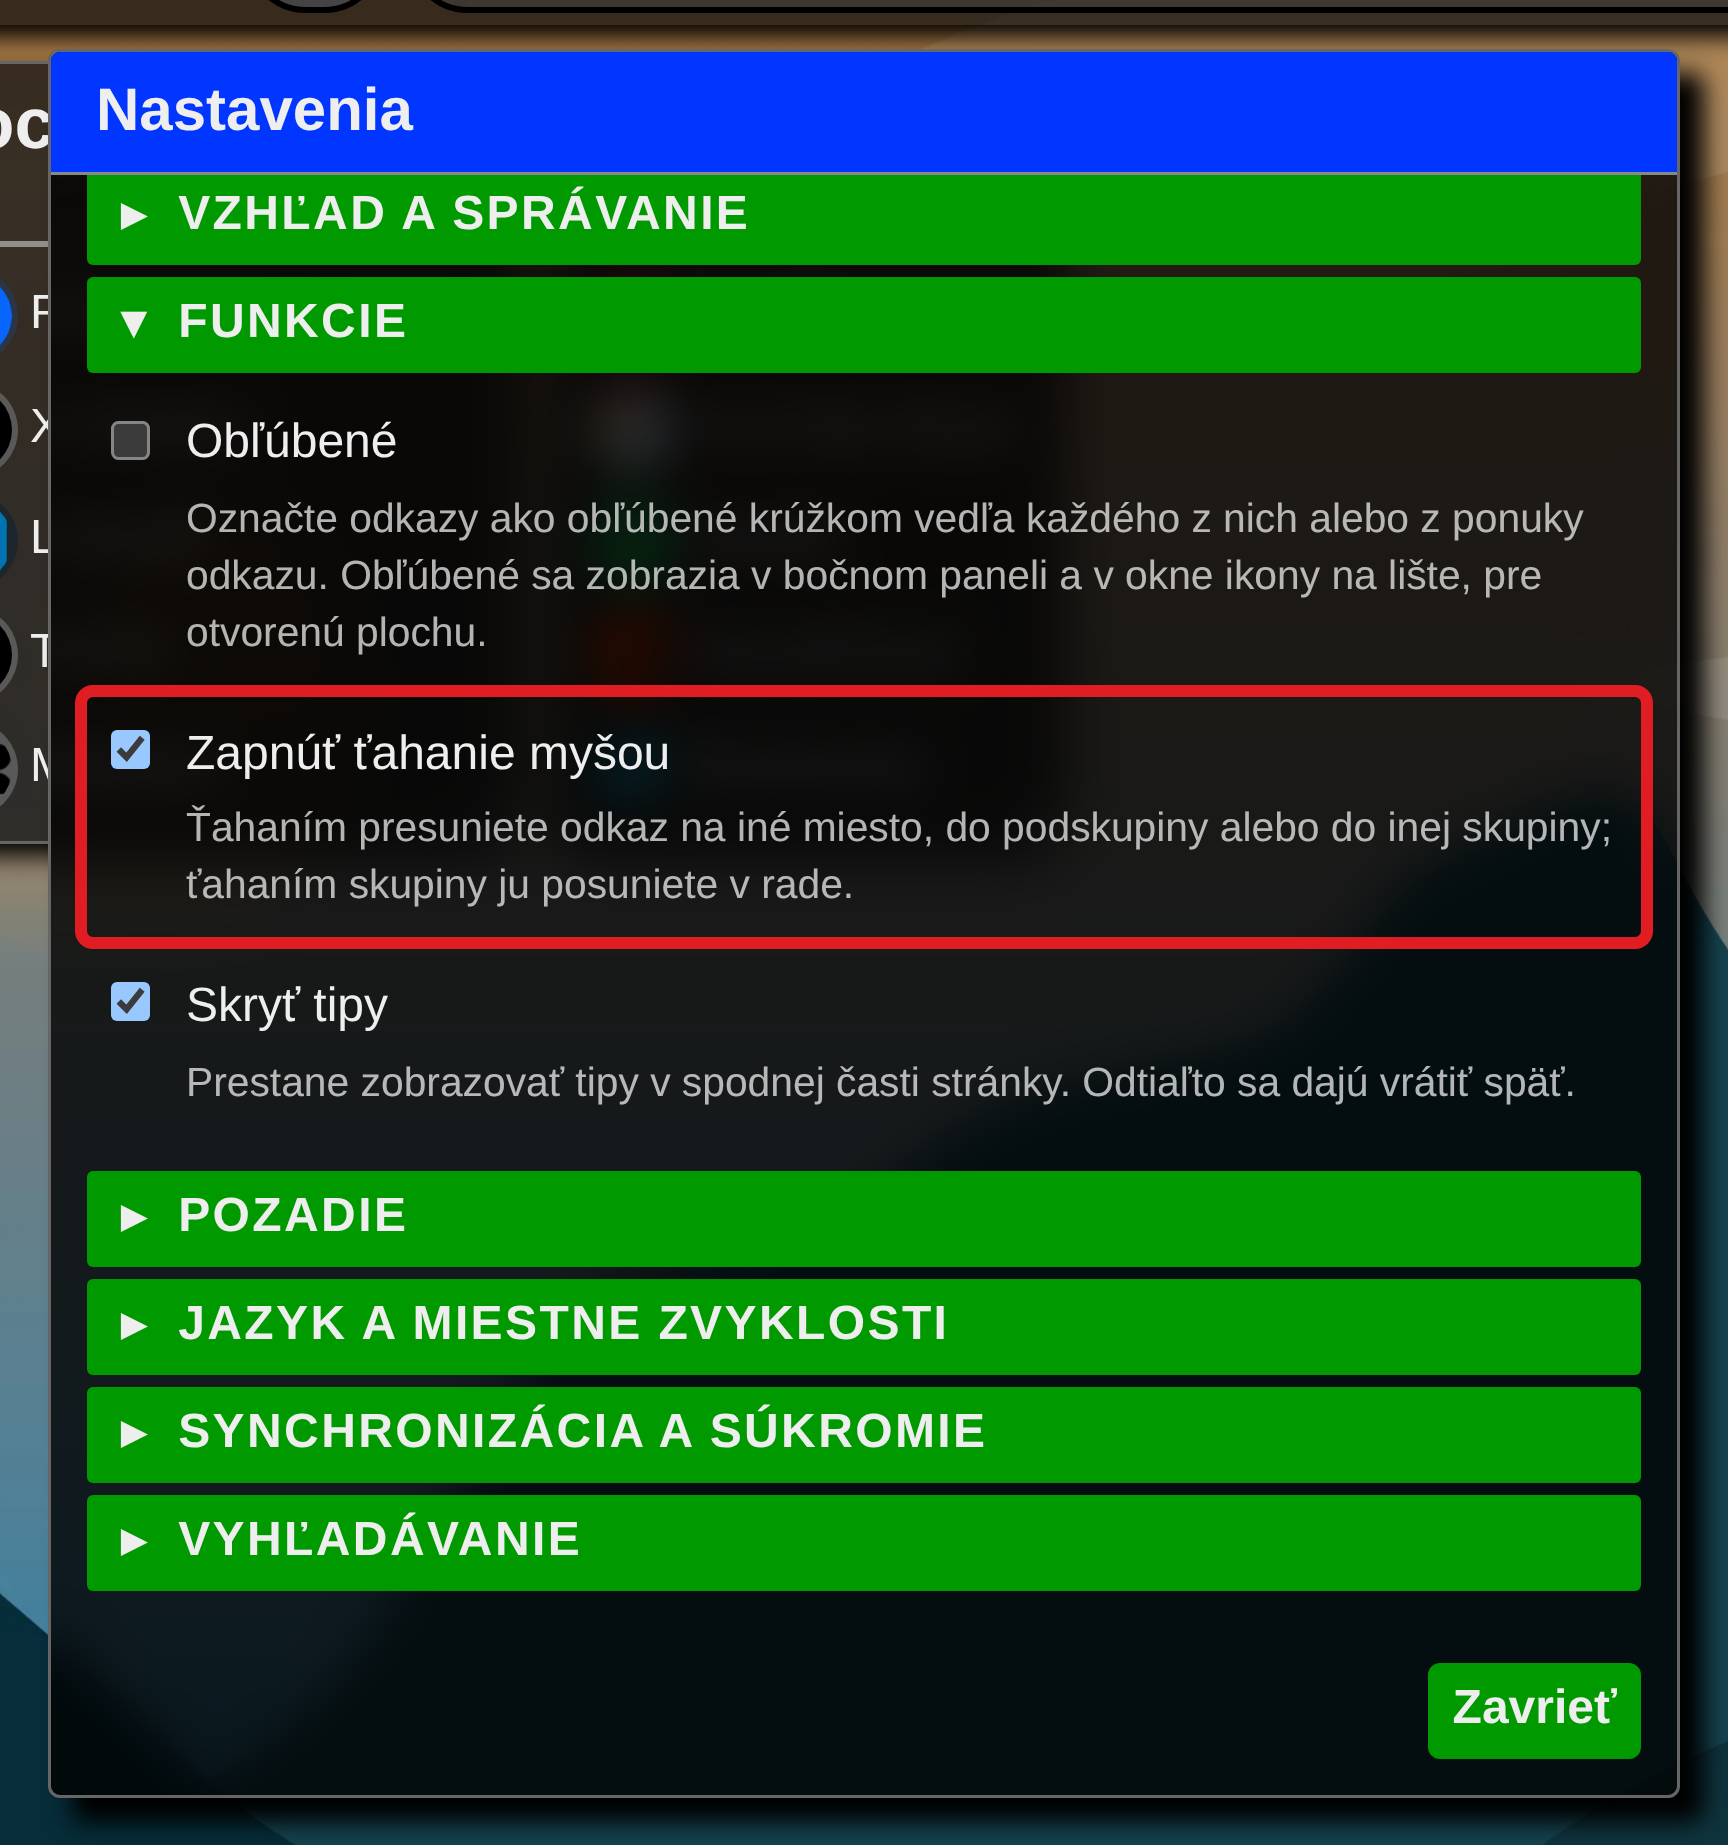 Nastavenia
▶ VZHĽAD A SPRÁVANIE
▼ FUNKCIE
Obľúbené
Označte odkazy ako obľúbené krúžkom vedľa každého z nich alebo z ponuky
odkazu. Obľúbené sa zobrazia v bočnom paneli a v okne ikony na lište, pre
otvorenú plochu.
Zapnúť ťahanie myšou
Ťahaním presuniete odkaz na iné miesto, do podskupiny alebo do inej skupiny;
ťahaním skupiny ju posuniete v rade.
Skryť tipy
Prestane zobrazovať tipy v spodnej časti stránky. Odtiaľto sa dajú vrátiť späť.
▶ POZADIE
▶ JAZYK A MIESTNE ZVYKLOSTI
▶ SYNCHRONIZÁCIA A SÚKROMIE
▶ VYHĽADÁVANIE
Zavrieť